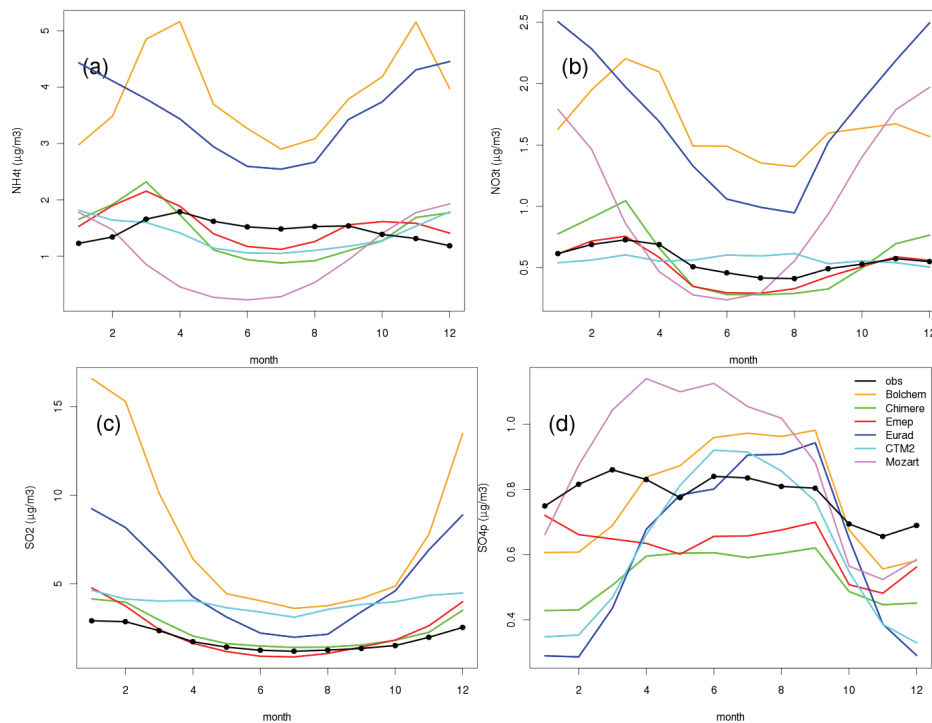 (a)
NH4t (μg/m3)
5
4
3
2
1
2 4 6 8 10 12
month
(b)
NO3t (μg/m3)
2.5
2.0
1.5
1.0
0.5
2 4 6 8 10 12
month
(c)
SO2 (μg/m3)
15
10
5
2 4 6 8 10 12
month
(d)
SO4p (μg/m3)
1.0
0.8
0.6
0.4
2 4 6 8 10 12
month
obs
Bolchem
Chimere
Emep
Eurad
CTM2
Mozart